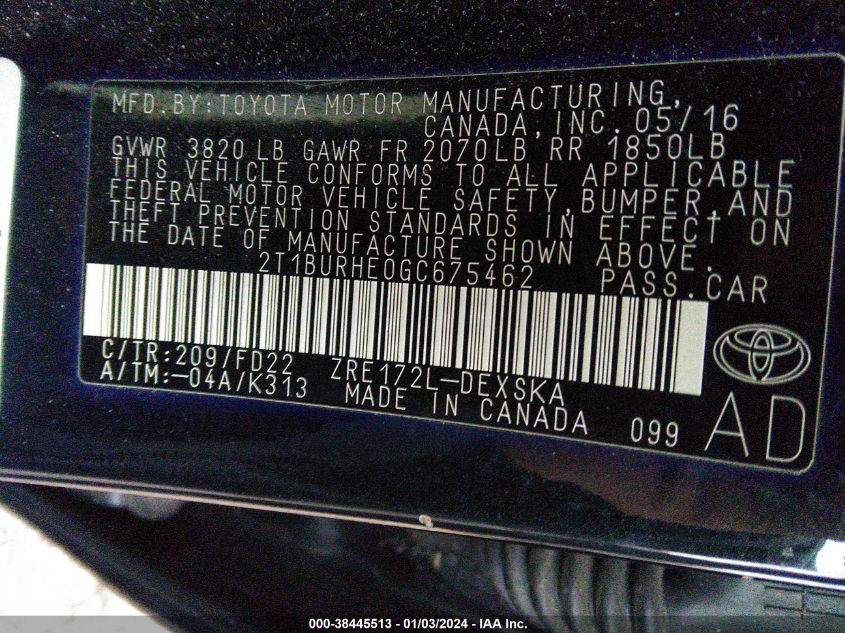 MFD.BY:TOYOTA MOTOR MANUFACTURING,
CANADA,INC. 05/16
GVWR 3820 LB GAWR FR 2070LB RR 1850LB
THIS VEHICLE CONFORMS TO ALL APPLICABLE
FEDERAL MOTOR VEHICLE SAFETY,BUMPER,AND
THEFT PREVENTION STANDARDS IN EFFECT ON
THE DATE OF MANUFACTURE SHOWN ABOVE.
2T1BURHE0GC675462 PASS.CAR
C/TR:209/FD22 ZRE172L-DEXSKA
A/TM:-04A/K313 MADE IN CANADA 099 AD
000-38445513 - 01/03/2024 - IAA Inc.